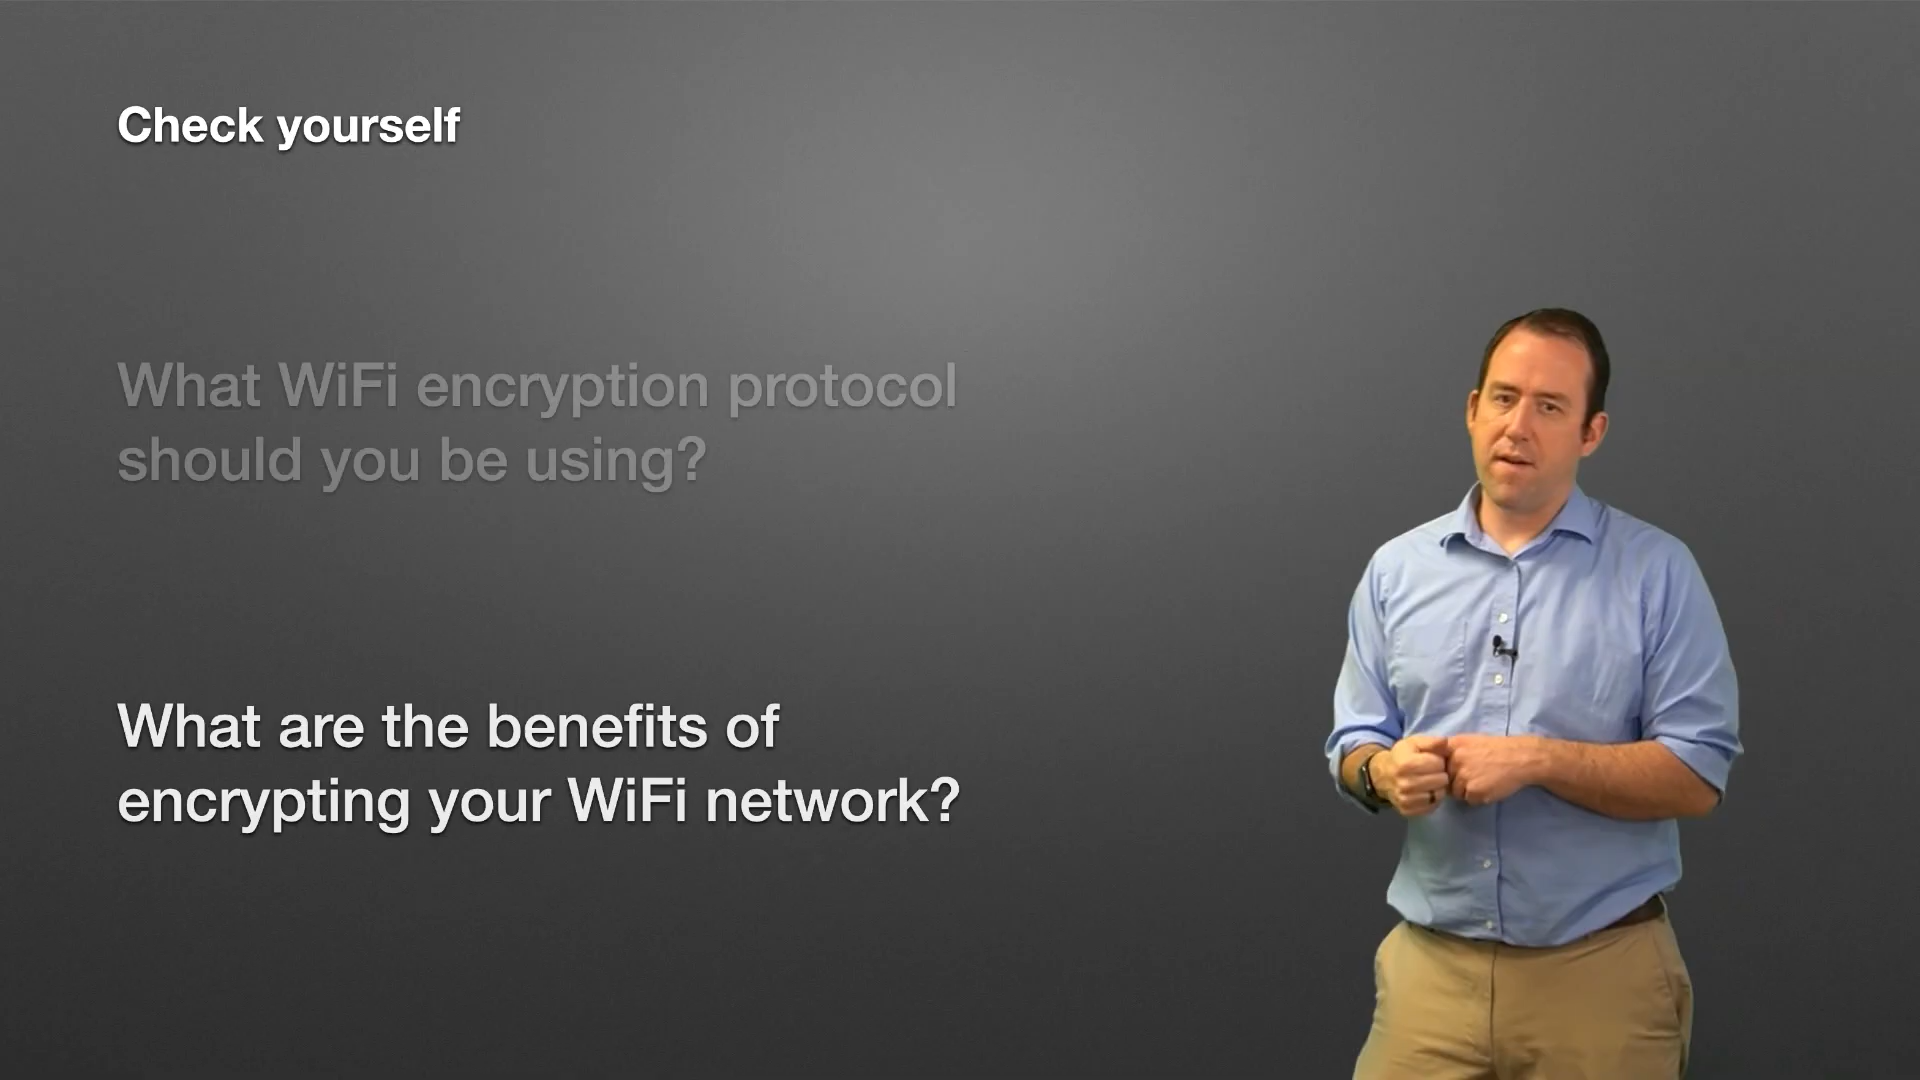 Check yourself
What WiFi encryption protocol
should you be using?
What are the benefits of
encrypting your WiFi network?